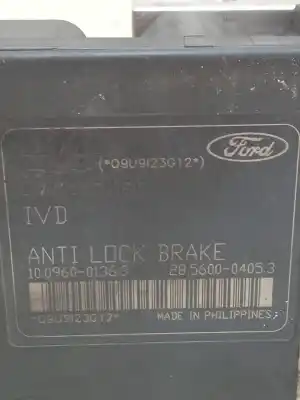 (*09U9123G12*)
Ford
IVD
ANTI LOCK BRAKE
10.0960-0136.3 28.5600-0405.3
*09U9123G12* MADE IN PHILIPPINES